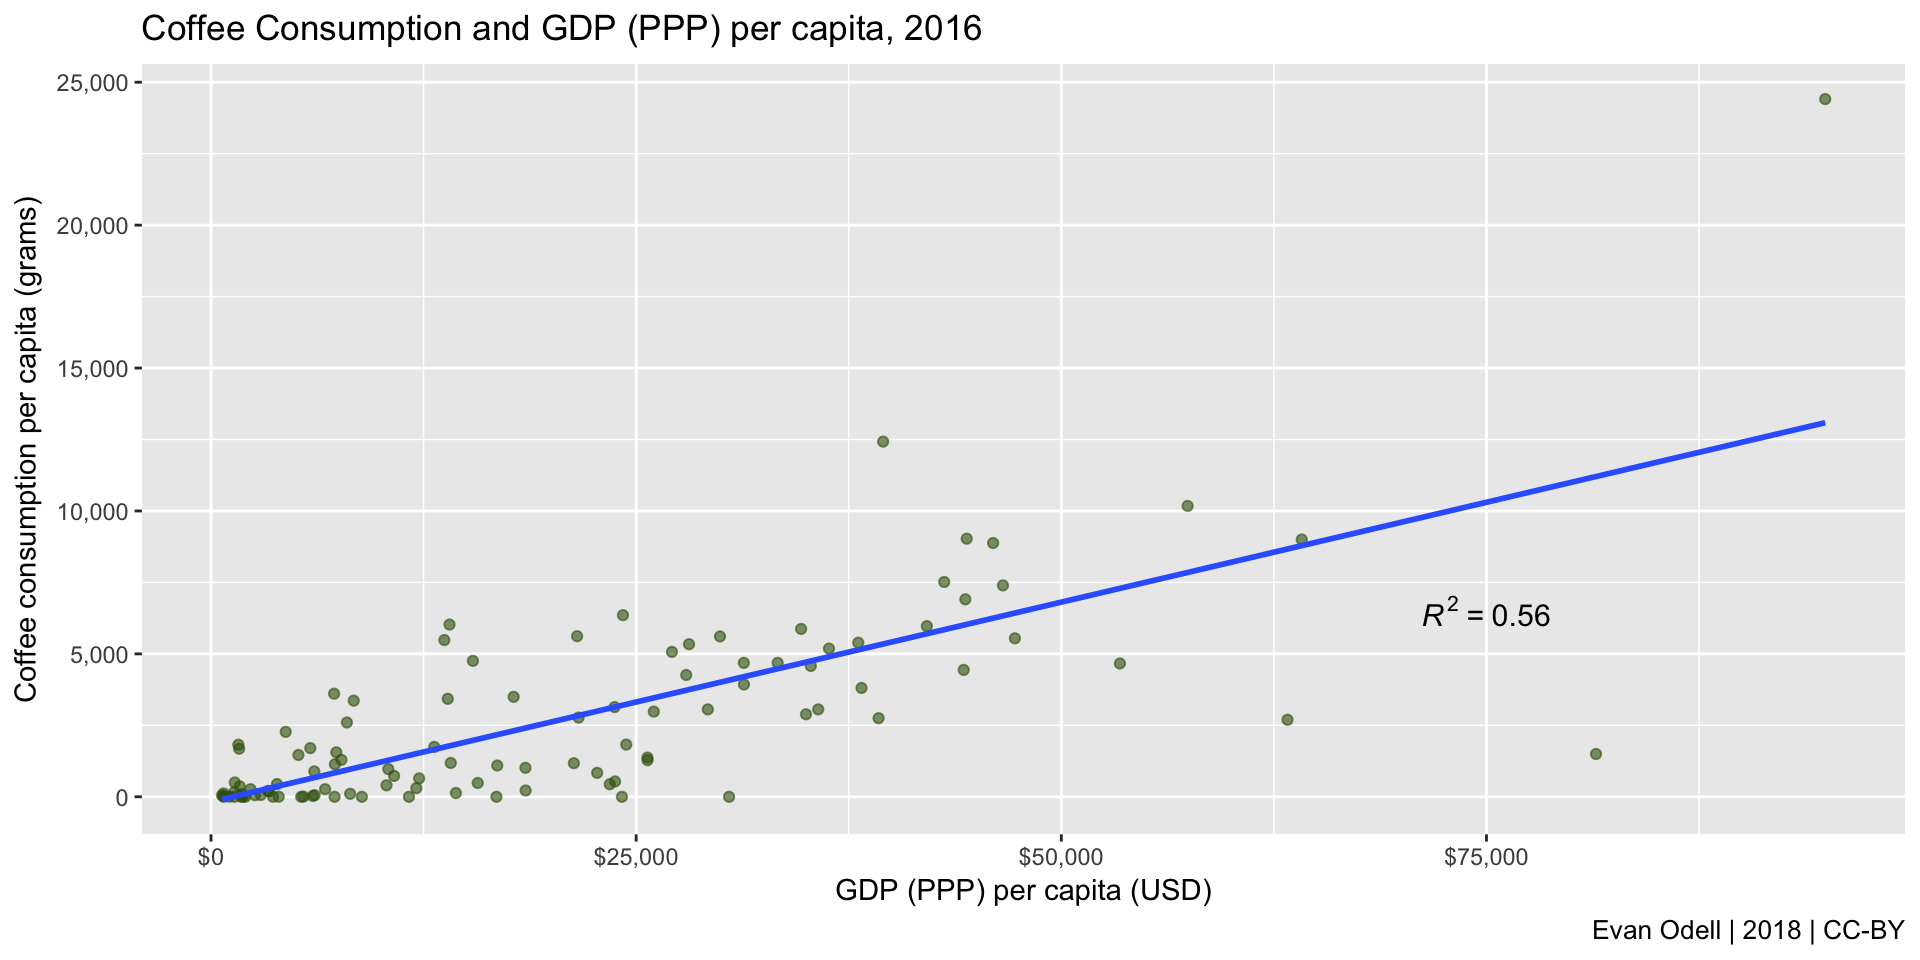 Coffee Consumption and GDP (PPP) per capita, 2016
25,000
20,000
15,000
10,000
5,000
0
Coffee consumption per capita (grams)
R² = 0.56
$0
$25,000
$50,000
$75,000
GDP (PPP) per capita (USD)
Evan Odell | 2018 | CC-BY